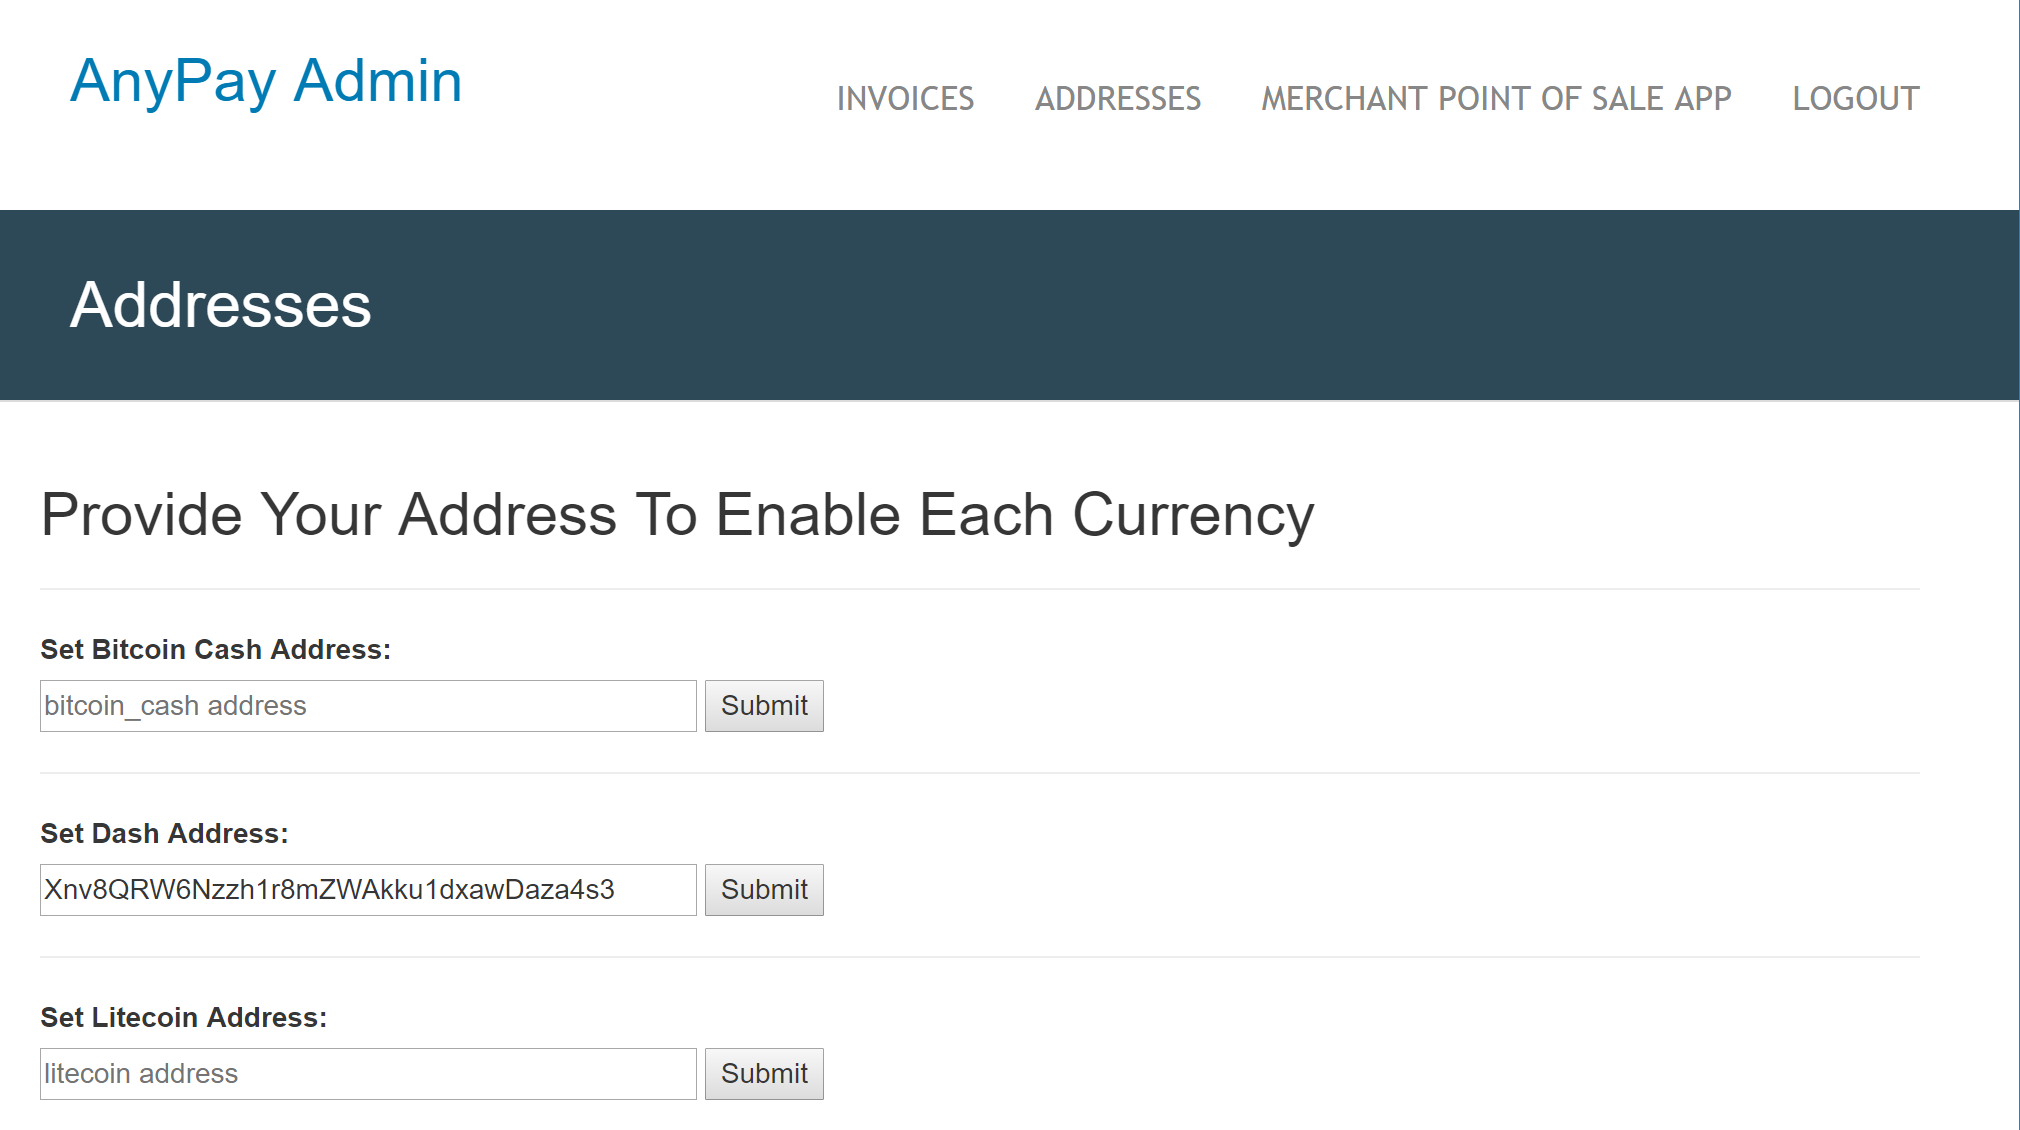 AnyPay Admin
INVOICES ADDRESSES MERCHANT POINT OF SALE APP LOGOUT
Addresses
Provide Your Address To Enable Each Currency
Set Bitcoin Cash Address:
bitcoin_cash address Submit
Set Dash Address:
Xnv8QRW6Nzzh1r8mZWAkku1dxawDaza4s3 Submit
Set Litecoin Address:
litecoin address Submit